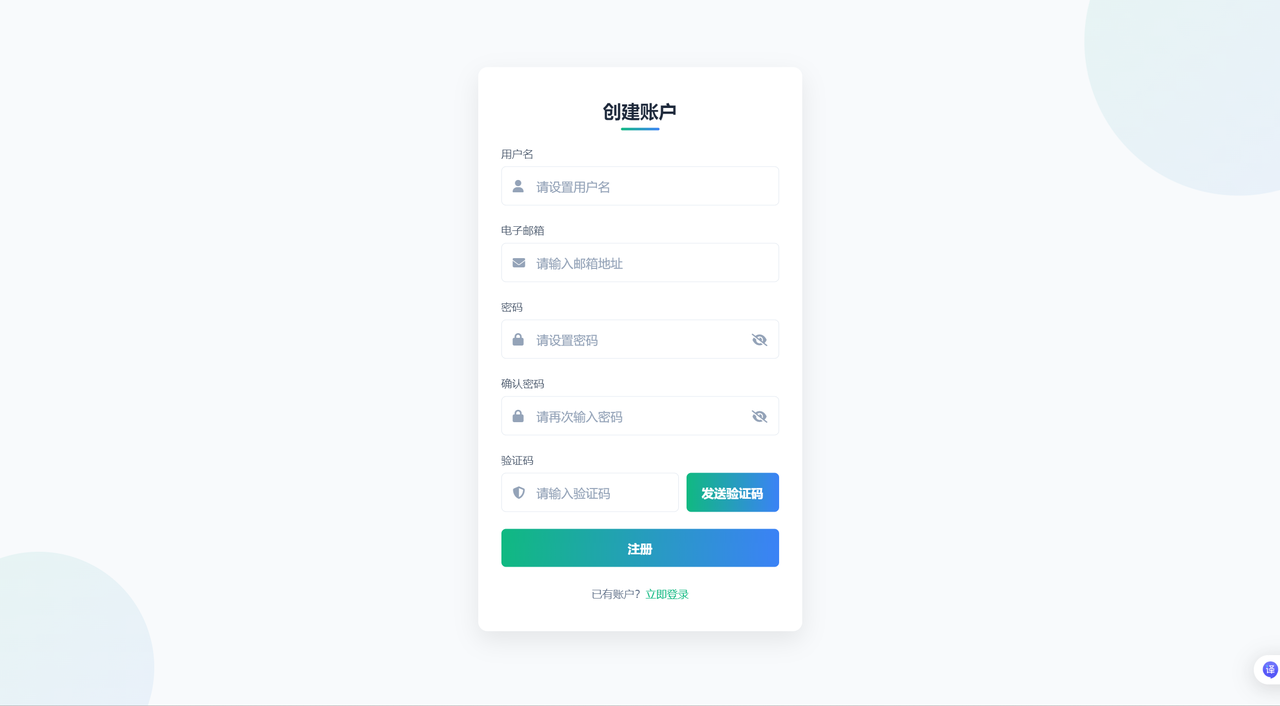 创建账户
用户名
请设置用户名
电子邮箱
请输入邮箱地址
密码
请设置密码
确认密码
请再次输入密码
验证码
请输入验证码 发送验证码
注册
已有账户? 立即登录
译